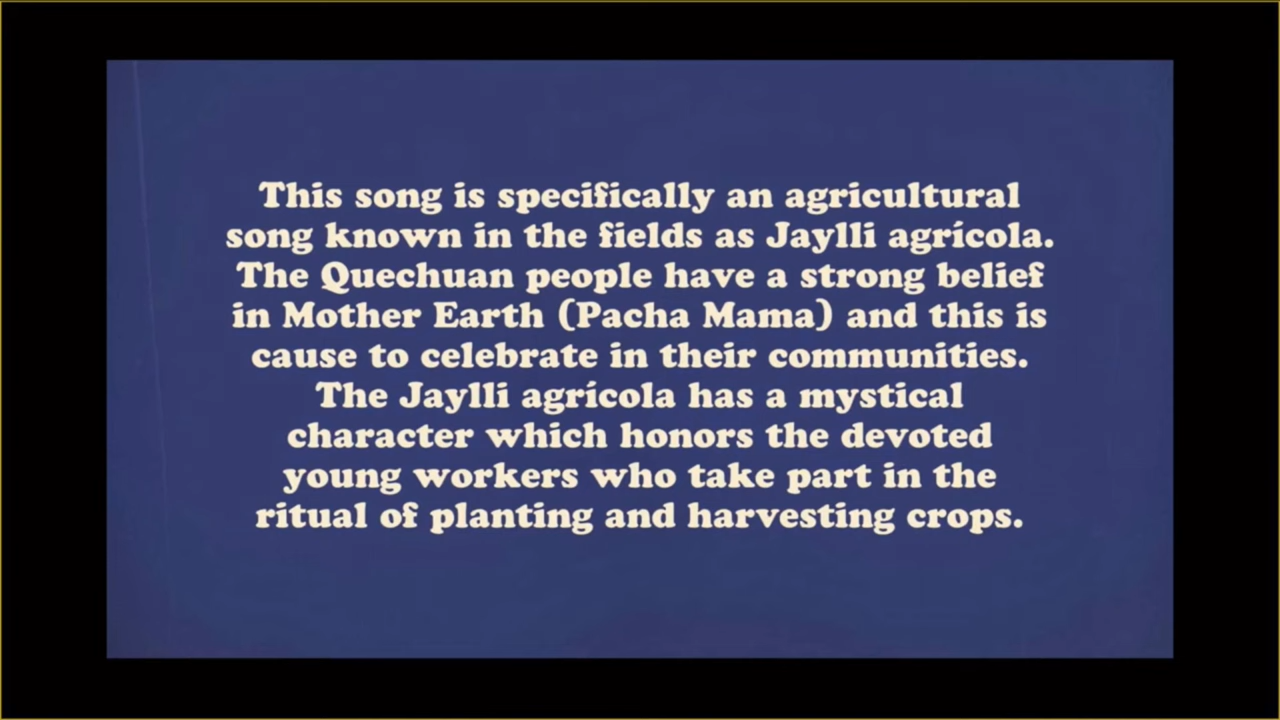 This song is specifically an agricultural
song known in the fields as Jaylli agrícola.
The Quechuan people have a strong belief
in Mother Earth (Pacha Mama) and this is
cause to celebrate in their communities.
The Jaylli agrícola has a mystical
character which honors the devoted
young workers who take part in the
ritual of planting and harvesting crops.